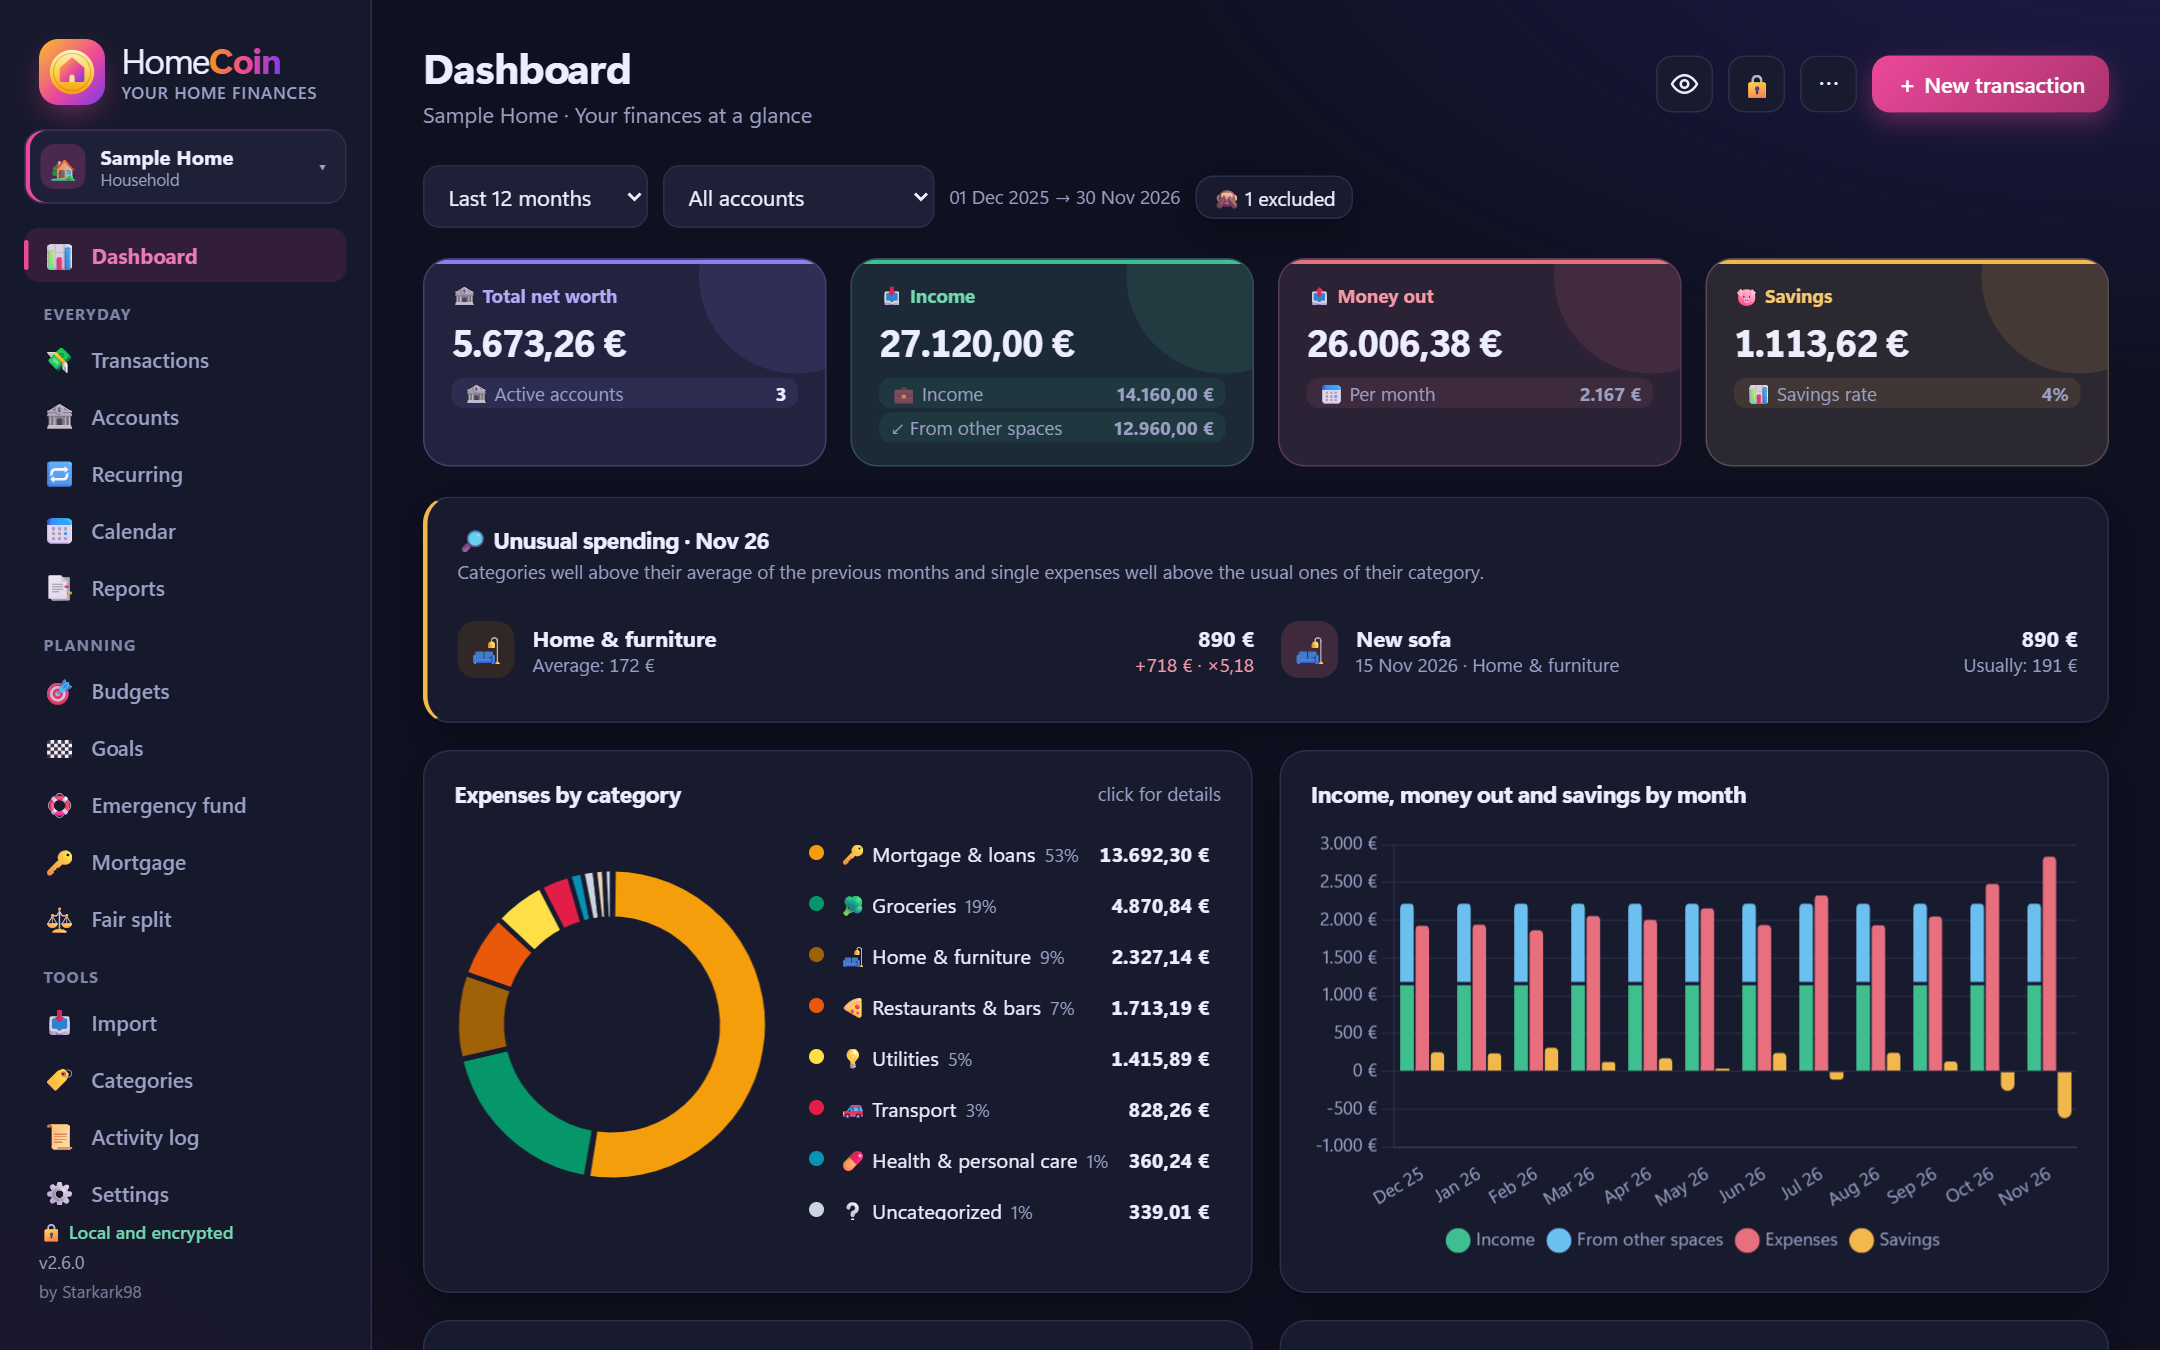 HomeCoin
YOUR HOME FINANCES
Sample Home
Household
Dashboard
EVERYDAY
Transactions
Accounts
Recurring
Calendar
Reports
PLANNING
Budgets
Goals
Emergency fund
Mortgage
Fair split
TOOLS
Import
Categories
Activity log
Settings
Local and encrypted
v2.6.0
by Starkark98
Dashboard
Sample Home · Your finances at a glance
+ New transaction
Last 12 months
All accounts
01 Dec 2025 → 30 Nov 2026
1 excluded
Total net worth
5.673,26 €
Active accounts 3
Income
27.120,00 €
Income 14.160,00 €
↙ From other spaces 12.960,00 €
Money out
26.006,38 €
Per month 2.167 €
Savings
1.113,62 €
Savings rate 4%
Unusual spending · Nov 26
Categories well above their average of the previous months and single expenses well above the usual ones of their category.
Home & furniture 890 €
Average: 172 € +718 € · ×5,18
New sofa 890 €
15 Nov 2026 · Home & furniture Usually: 191 €
Expenses by category click for details
Mortgage & loans 53% 13.692,30 €
Groceries 19% 4.870,84 €
Home & furniture 9% 2.327,14 €
Restaurants & bars 7% 1.713,19 €
Utilities 5% 1.415,89 €
Transport 3% 828,26 €
Health & personal care 1% 360,24 €
Uncategorized 1% 339,01 €
Income, money out and savings by month
3.000 €
2.500 €
2.000 €
1.500 €
1.000 €
500 €
0 €
-500 €
-1.000 €
Dec 25 Jan 26 Feb 26 Mar 26 Apr 26 May 26 Jun 26 Jul 26 Aug 26 Sep 26 Oct 26 Nov 26
Income From other spaces Expenses Savings